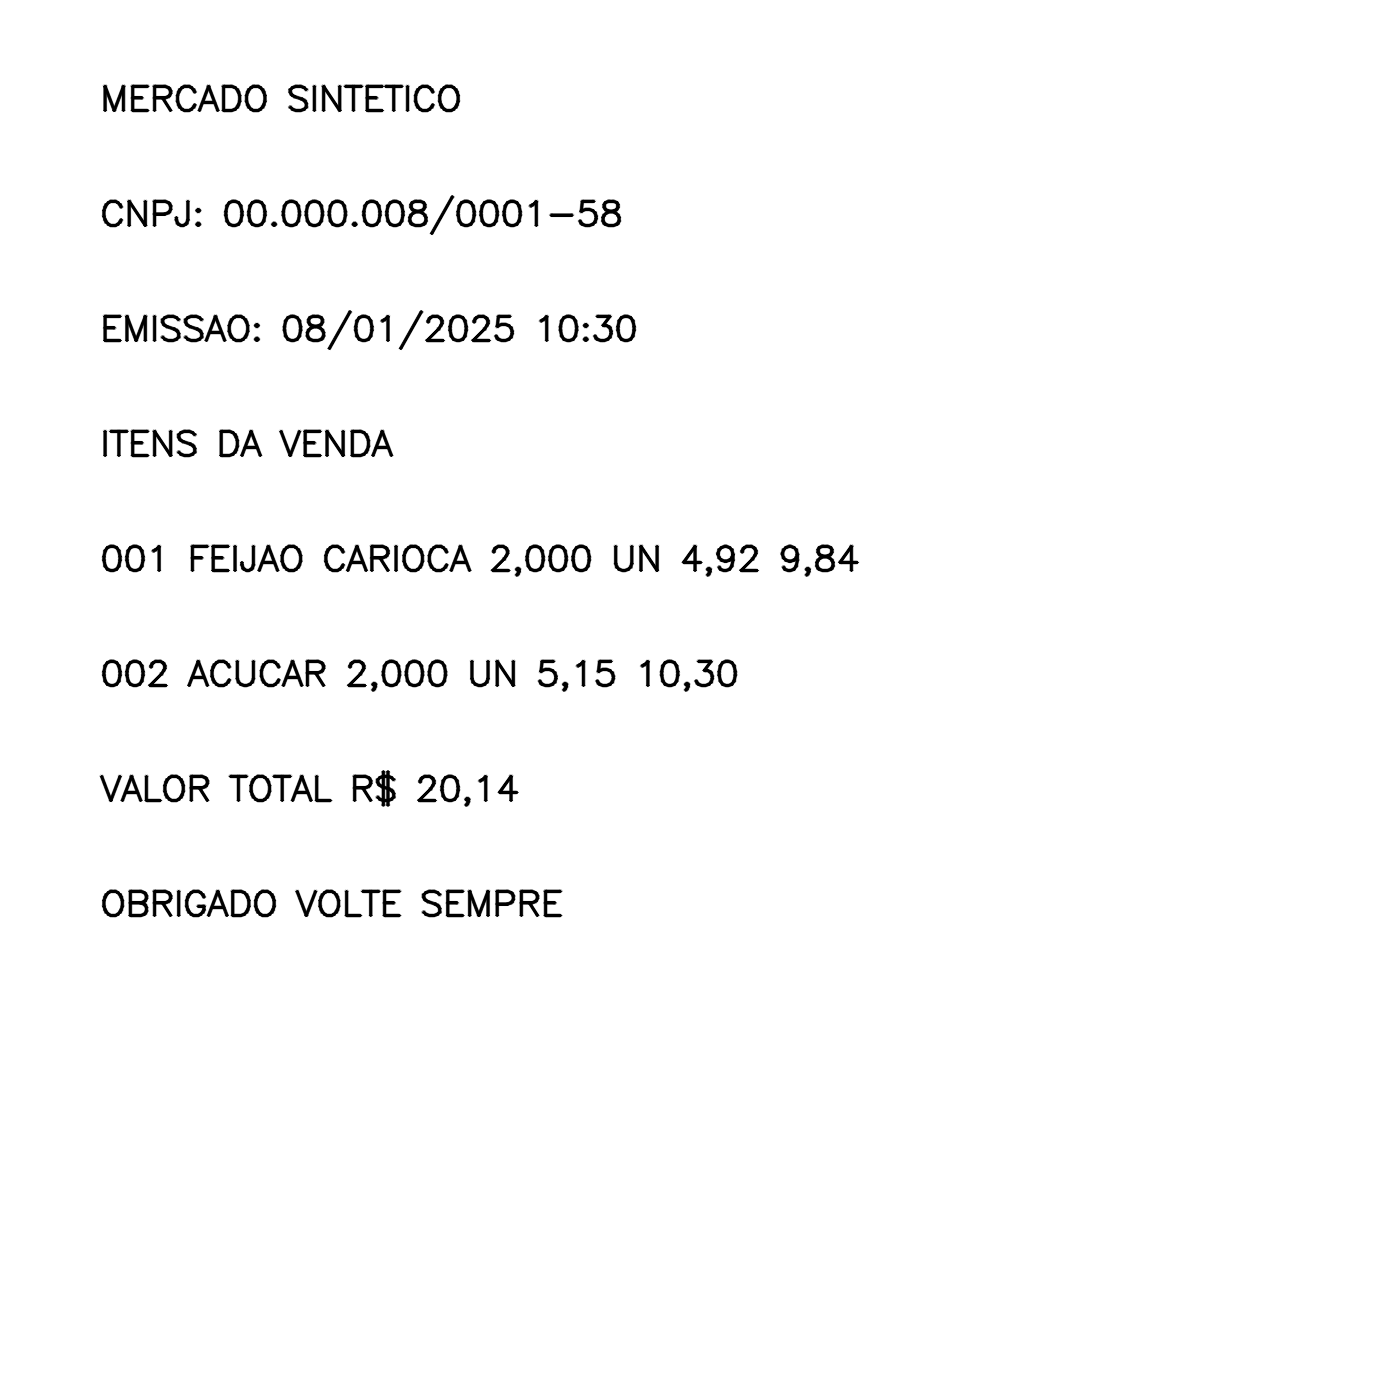 MERCADO SINTETICO
CNPJ: 00.000.008/0001-58
EMISSAO: 08/01/2025 10:30
ITENS DA VENDA
001 FEIJAO CARIOCA 2,000 UN 4,92 9,84
002 ACUCAR 2,000 UN 5,15 10,30
VALOR TOTAL R$ 20,14
OBRIGADO VOLTE SEMPRE